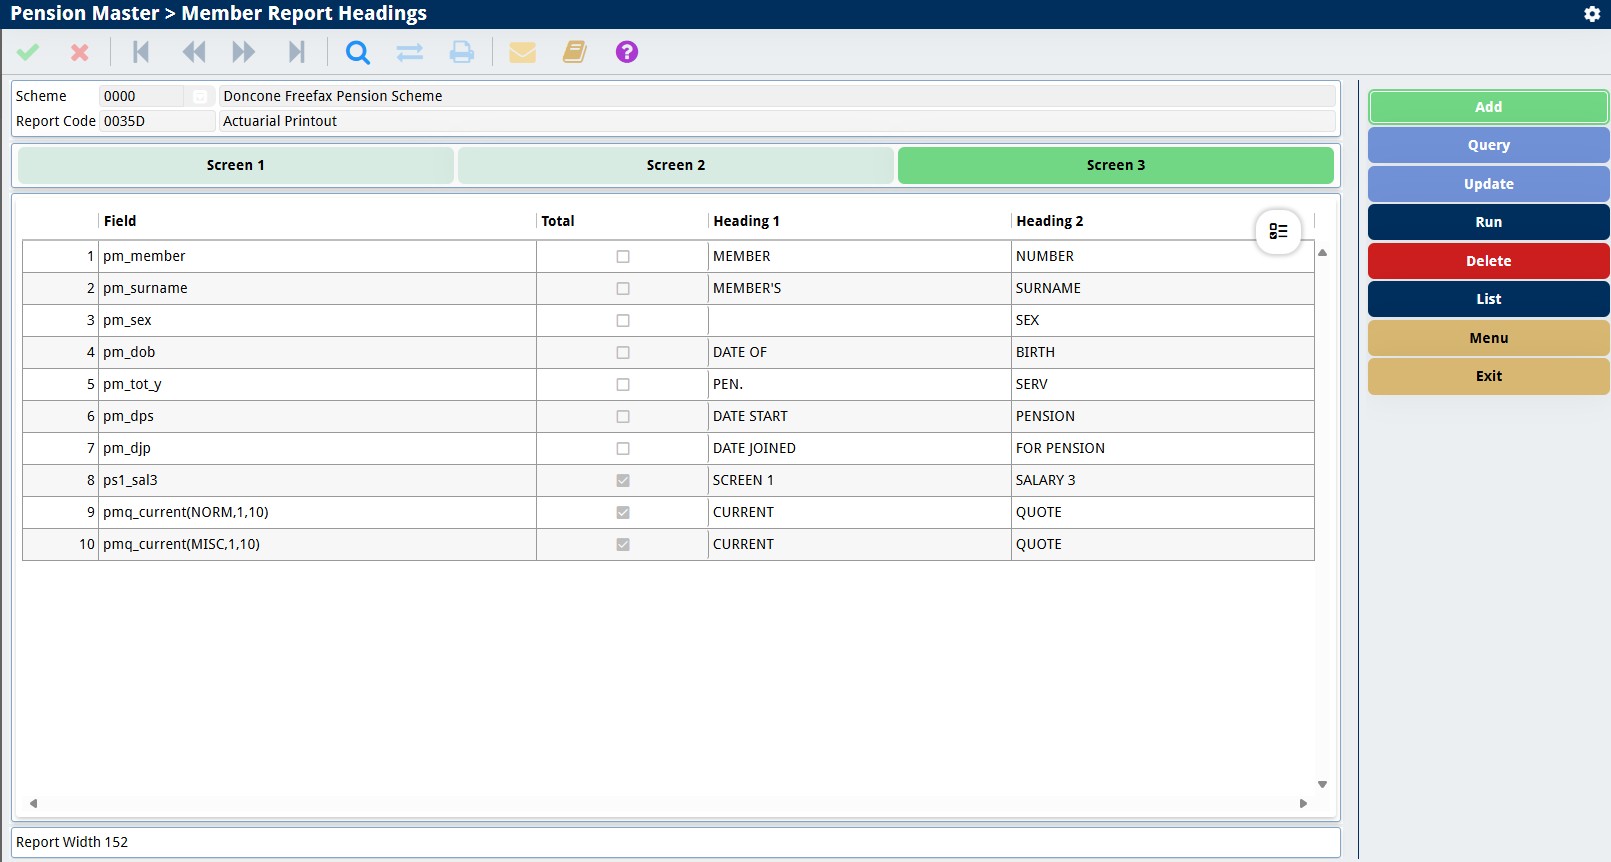 Pension Master > Member Report Headings
Scheme 0000 Doncone Freefax Pension Scheme
Report Code 0035D Actuarial Printout
Screen 1 Screen 2 Screen 3
Field Total Heading 1 Heading 2
1 pm_member MEMBER NUMBER
2 pm_surname MEMBER'S SURNAME
3 pm_sex SEX
4 pm_dob DATE OF BIRTH
5 pm_tot_y PEN. SERV
6 pm_dps DATE START PENSION
7 pm_djp DATE JOINED FOR PENSION
8 ps1_sal3 SCREEN 1 SALARY 3
9 pmq_current(NORM,1,10) CURRENT QUOTE
10 pmq_current(MISC,1,10) CURRENT QUOTE
Report Width 152
Add
Query
Update
Run
Delete
List
Menu
Exit